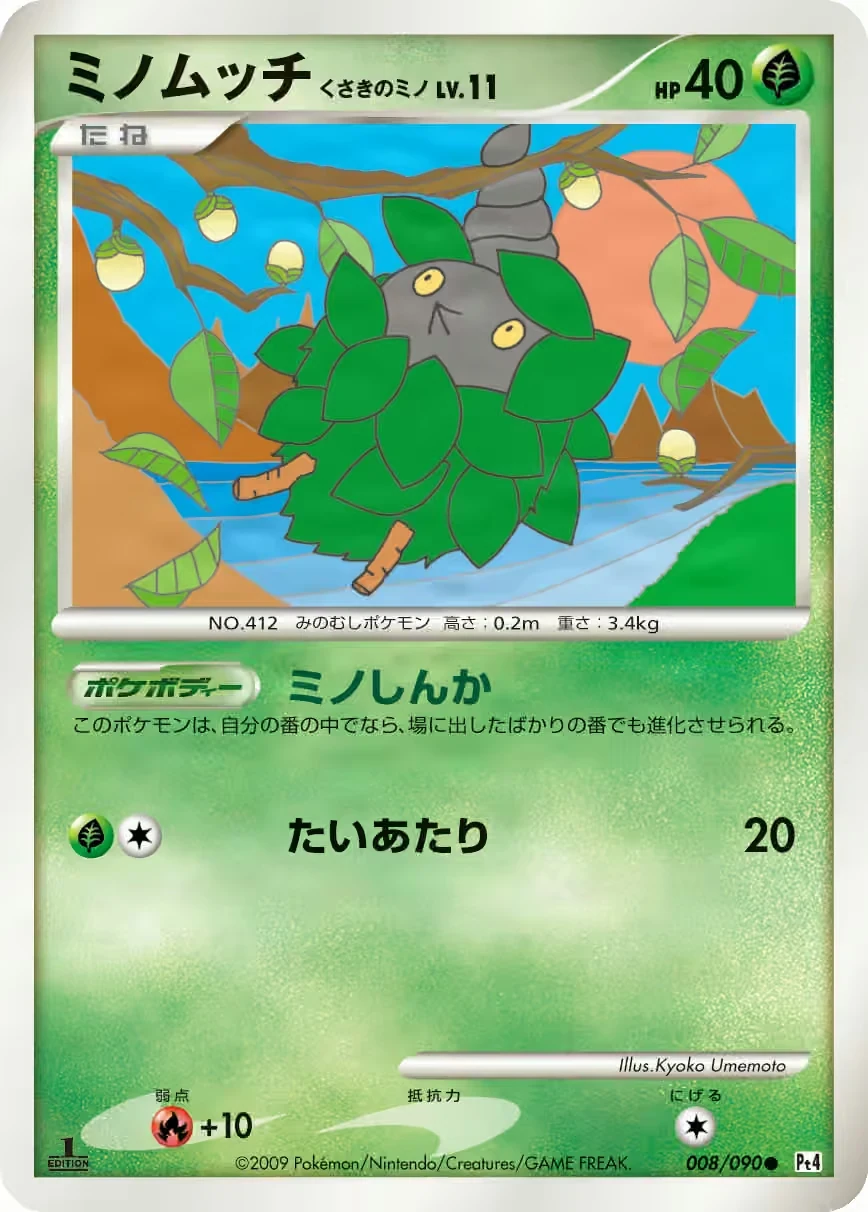 ミノムッチ くさきのミノ LV.11 HP 40
たね
NO.412 みのむしポケモン 高さ:0.2m 重さ:3.4kg
ポケボディー ミノしんか
このポケモンは、自分の番の中でなら、場に出したばかりの番でも進化させられる。
たいあたり 20
Illus.Kyoko Umemoto
弱点 抵抗力 にげる
+10
1 EDITION
©2009 Pokémon/Nintendo/Creatures/GAME FREAK. 008/090 Pt4